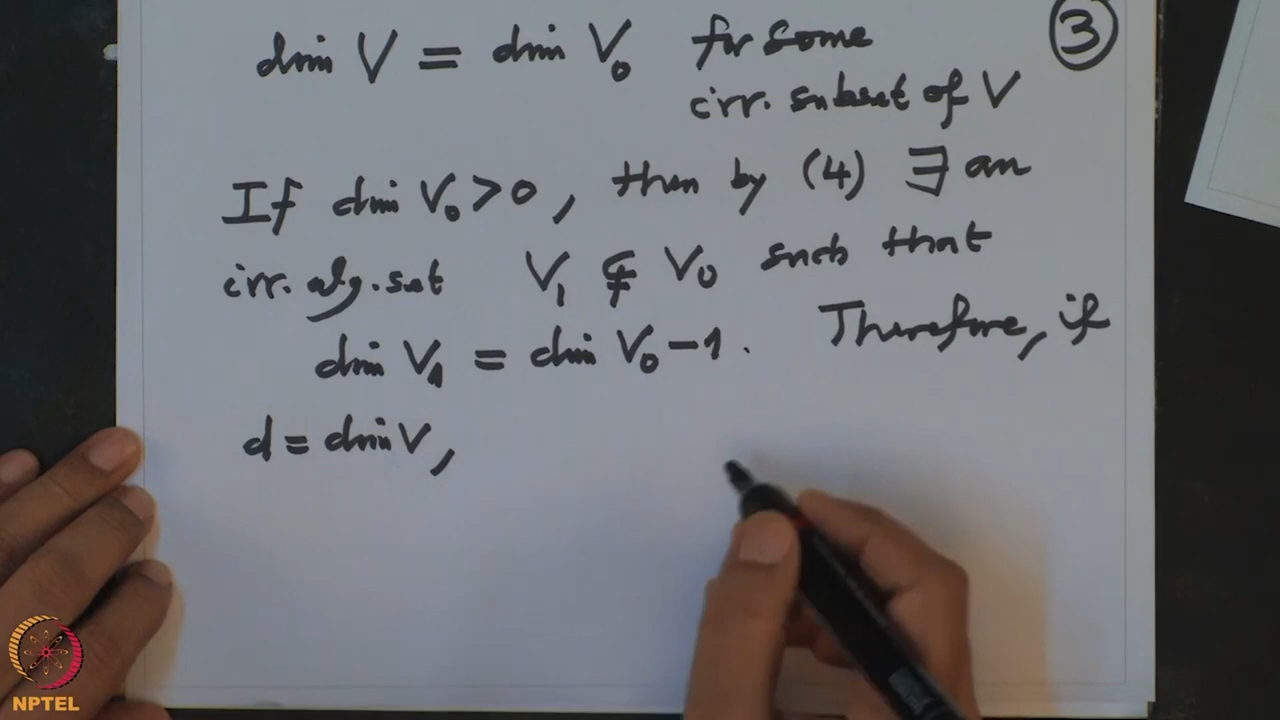 dim V = dim V₀ for some ③
irr. subset of V
If dim V₀ > 0, then by (4) ∃ an
irr. alg. set V₁ ⊊ V₀ such that
dim V₁ = dim V₀ - 1. Therefore, if
d = dim V,
NPTEL